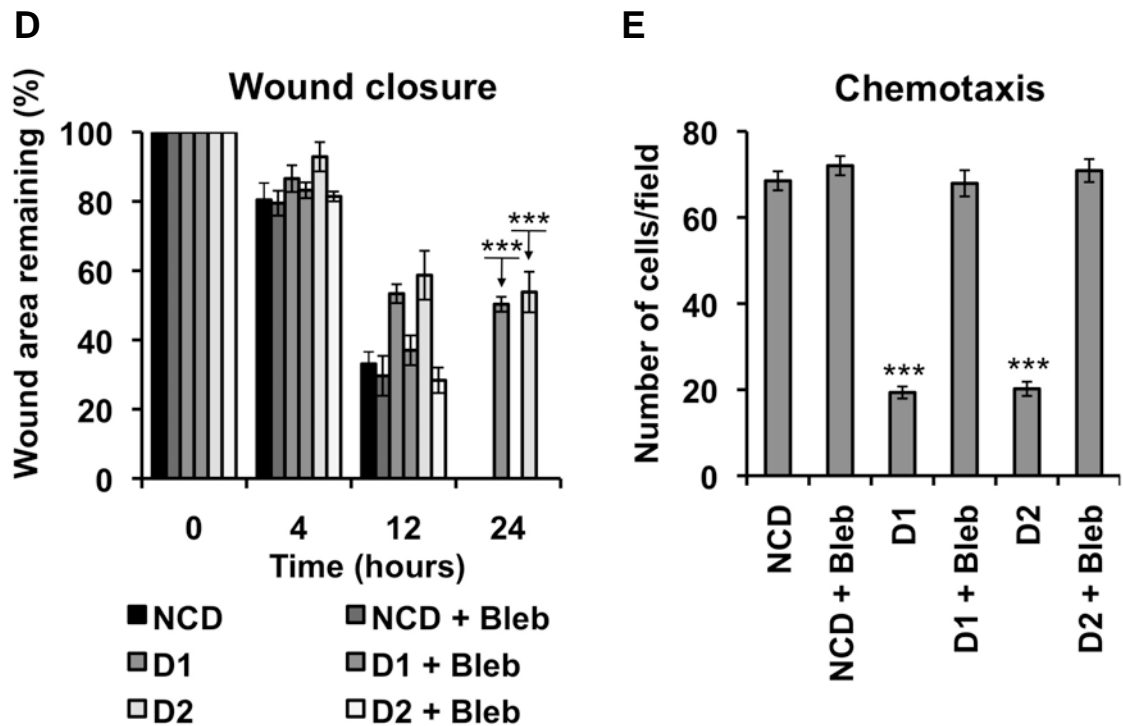 D
Wound closure
Wound area remaining (%)
100
80
60
40
20
0
***
***
0 4 12 24
Time (hours)
NCD NCD + Bleb
D1 D1 + Bleb
D2 D2 + Bleb
E
Chemotaxis
Number of cells/field
80
60
40
20
0
***
***
NCD
NCD + Bleb
D1
D1 + Bleb
D2
D2 + Bleb